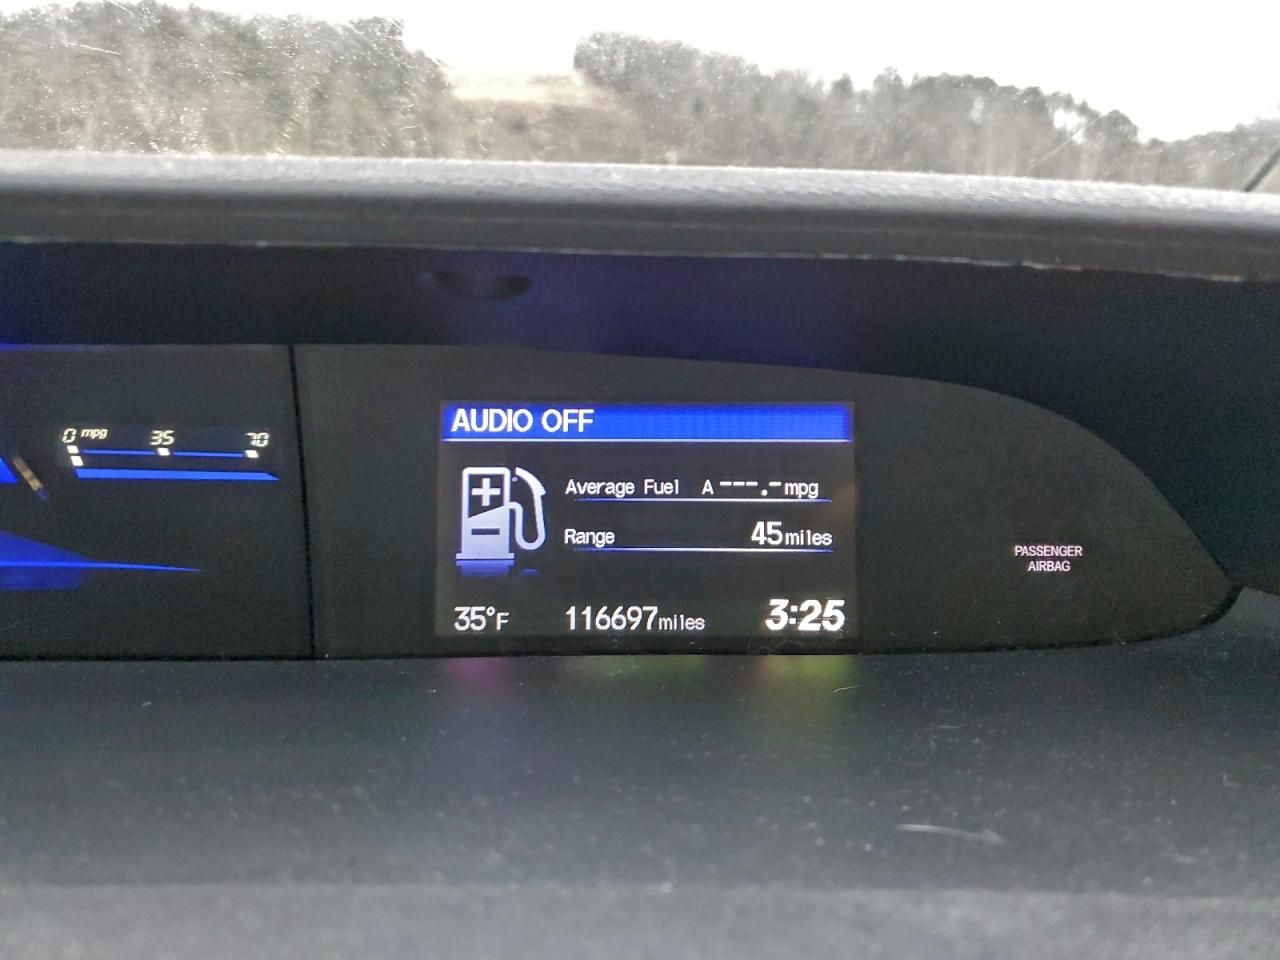 AUDIO OFF
0 mpg 35 70
Average Fuel A ---.- mpg
Range 45 miles
PASSENGER
AIRBAG
35°F 116697 miles 3:25